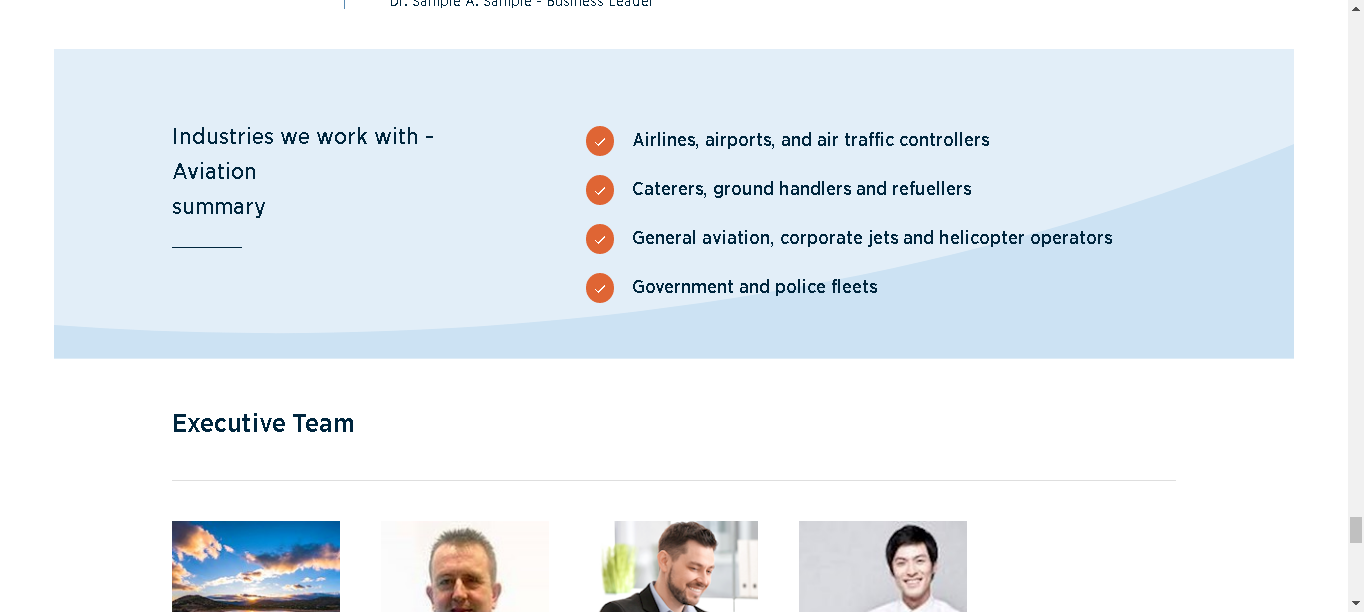 Dr. Sample A. Sample - Business Leader
Industries we work with -
Aviation
summary
Airlines, airports, and air traffic controllers
Caterers, ground handlers and refuellers
General aviation, corporate jets and helicopter operators
Government and police fleets
Executive Team